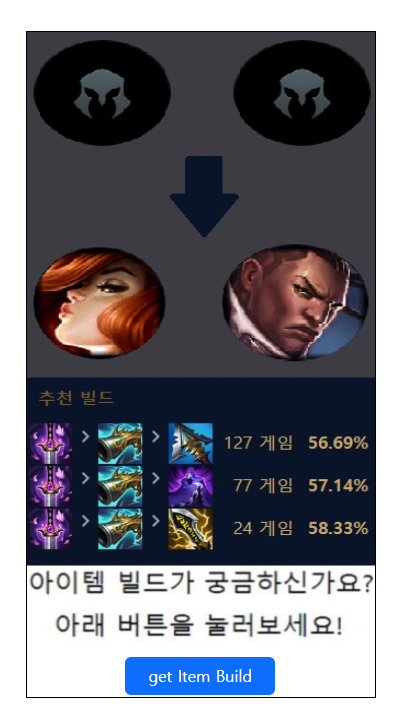 추천 빌드
127 게임 56.69%
77 게임 57.14%
24 게임 58.33%
아이템 빌드가 궁금하신가요?
아래 버튼을 눌러보세요!
get Item Build